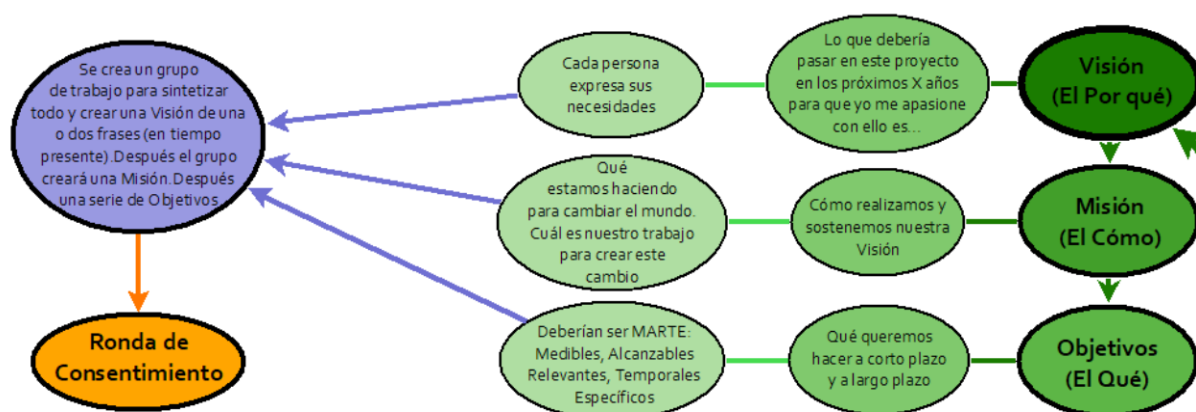 Se crea un grupo
de trabajo para sintetizar
todo y crear una Visión de una
o dos frases (en tiempo
presente).Después el grupo
creará una Misión.Después
una serie de Objetivos
Ronda de
Consentimiento
Cada persona
expresa sus
necesidades
Lo que debería
pasar en este proyecto
en los próximos X años
para que yo me apasione
con ello es...
Visión
(El Por qué)
Qué
estamos haciendo
para cambiar el mundo.
Cuál es nuestro trabajo
para crear este
cambio
Cómo realizamos y
sostenemos nuestra
Visión
Misión
(El Cómo)
Deberían ser MARTE:
Medibles, Alcanzables
Relevantes, Temporales
Específicos
Qué queremos
hacer a corto plazo
y a largo plazo
Objetivos
(El Qué)